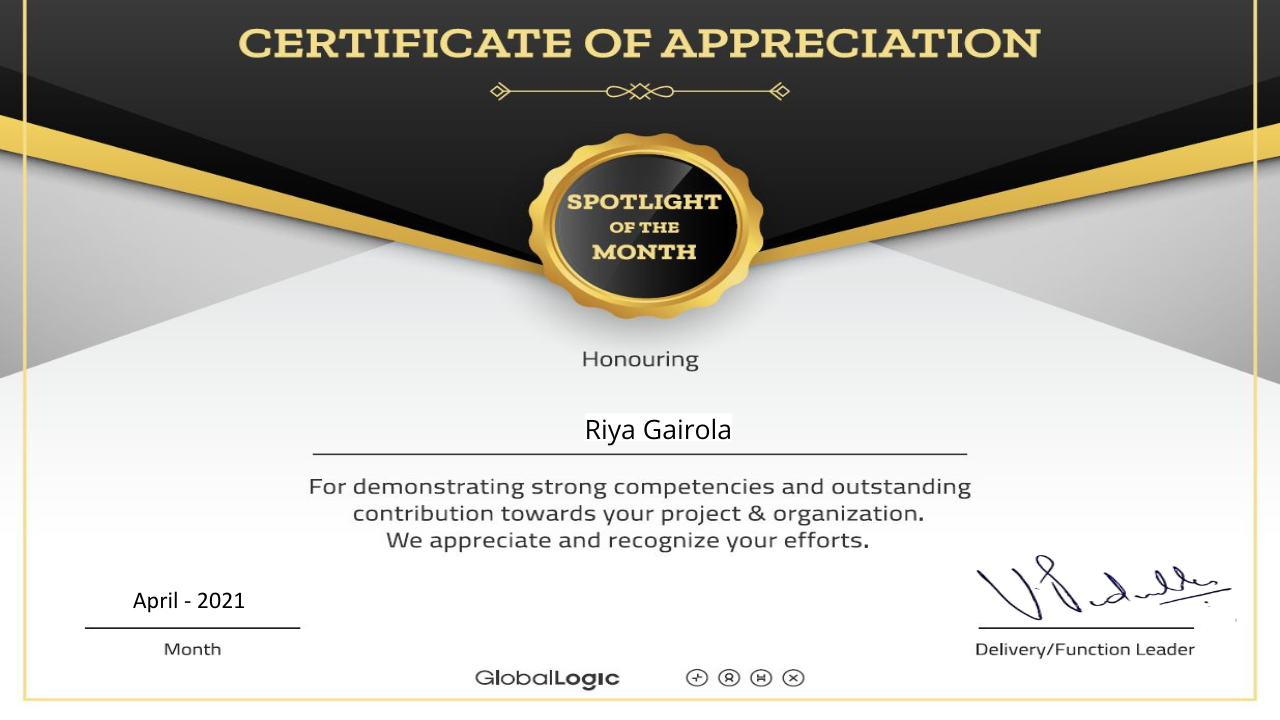 CERTIFICATE OF APPRECIATION
SPOTLIGHT
OF THE
MONTH
Honouring
Riya Gairola
For demonstrating strong competencies and outstanding
contribution towards your project & organization.
We appreciate and recognize your efforts.
April - 2021
Month
Delivery/Function Leader
GlobalLogic